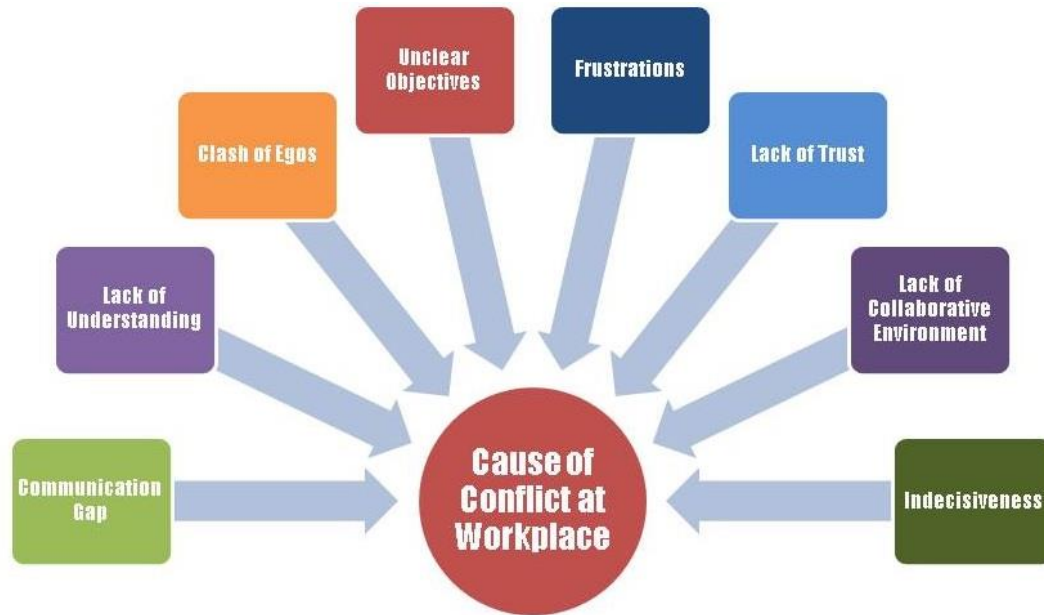 Unclear
Objectives
Frustrations
Clash of Egos
Lack of Trust
Lack of
Understanding
Lack of
Collaborative
Environment
Communication
Gap
Cause of
Conflict at
Workplace
Indecisiveness